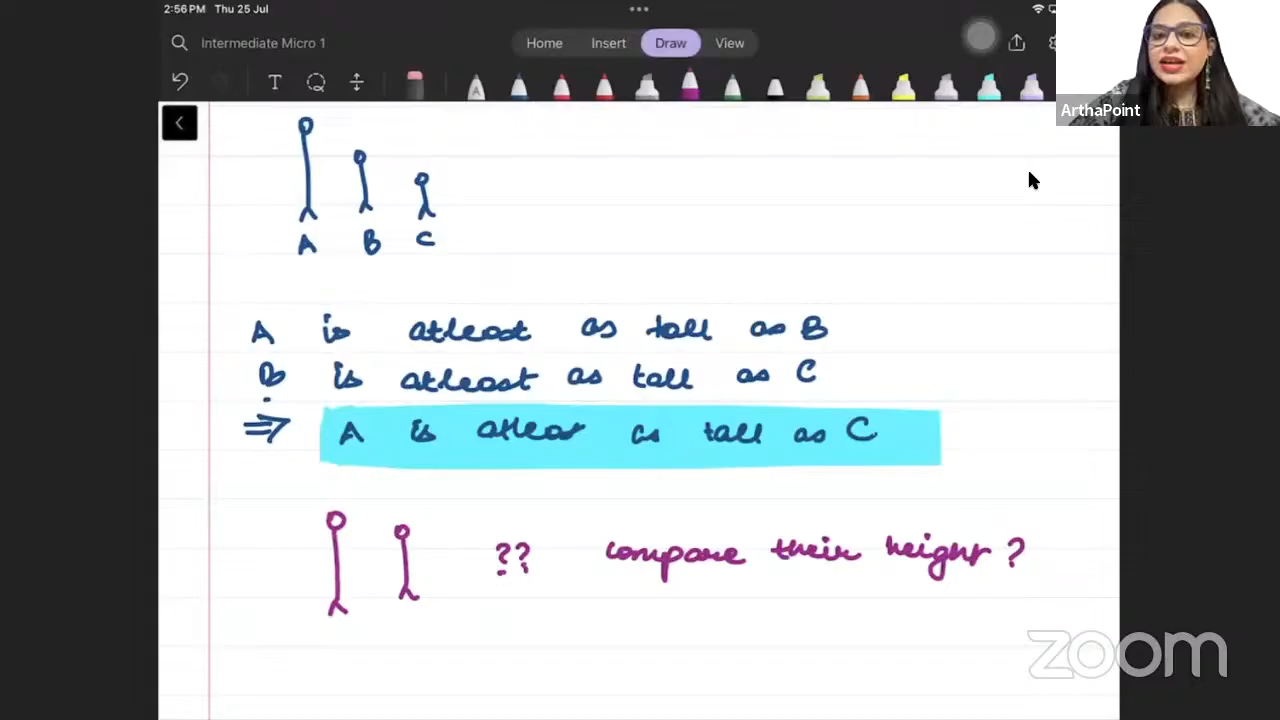 2:56 PM Thu 25 Jul
Intermediate Micro 1
Home Insert Draw View
T
A
ArthaPoint
A B C
A is atleast as tall as B
B is atleast as tall as C
⇒ A is atleast as tall as C
?? compare their height ?
zoom